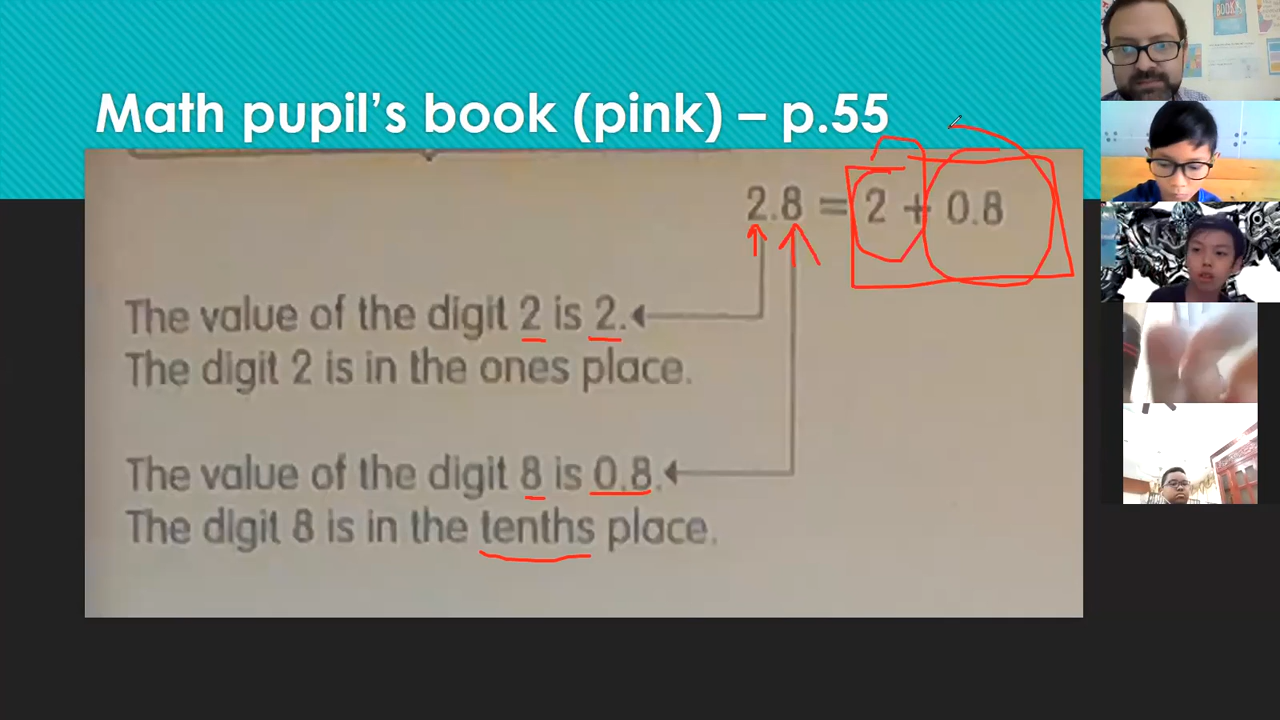 Math pupil's book (pink) – p.55
2.8 = 2 + 0.8
The value of the digit 2 is 2.
The digit 2 is in the ones place.
The value of the digit 8 is 0.8.
The digit 8 is in the tenths place.
BOOKS